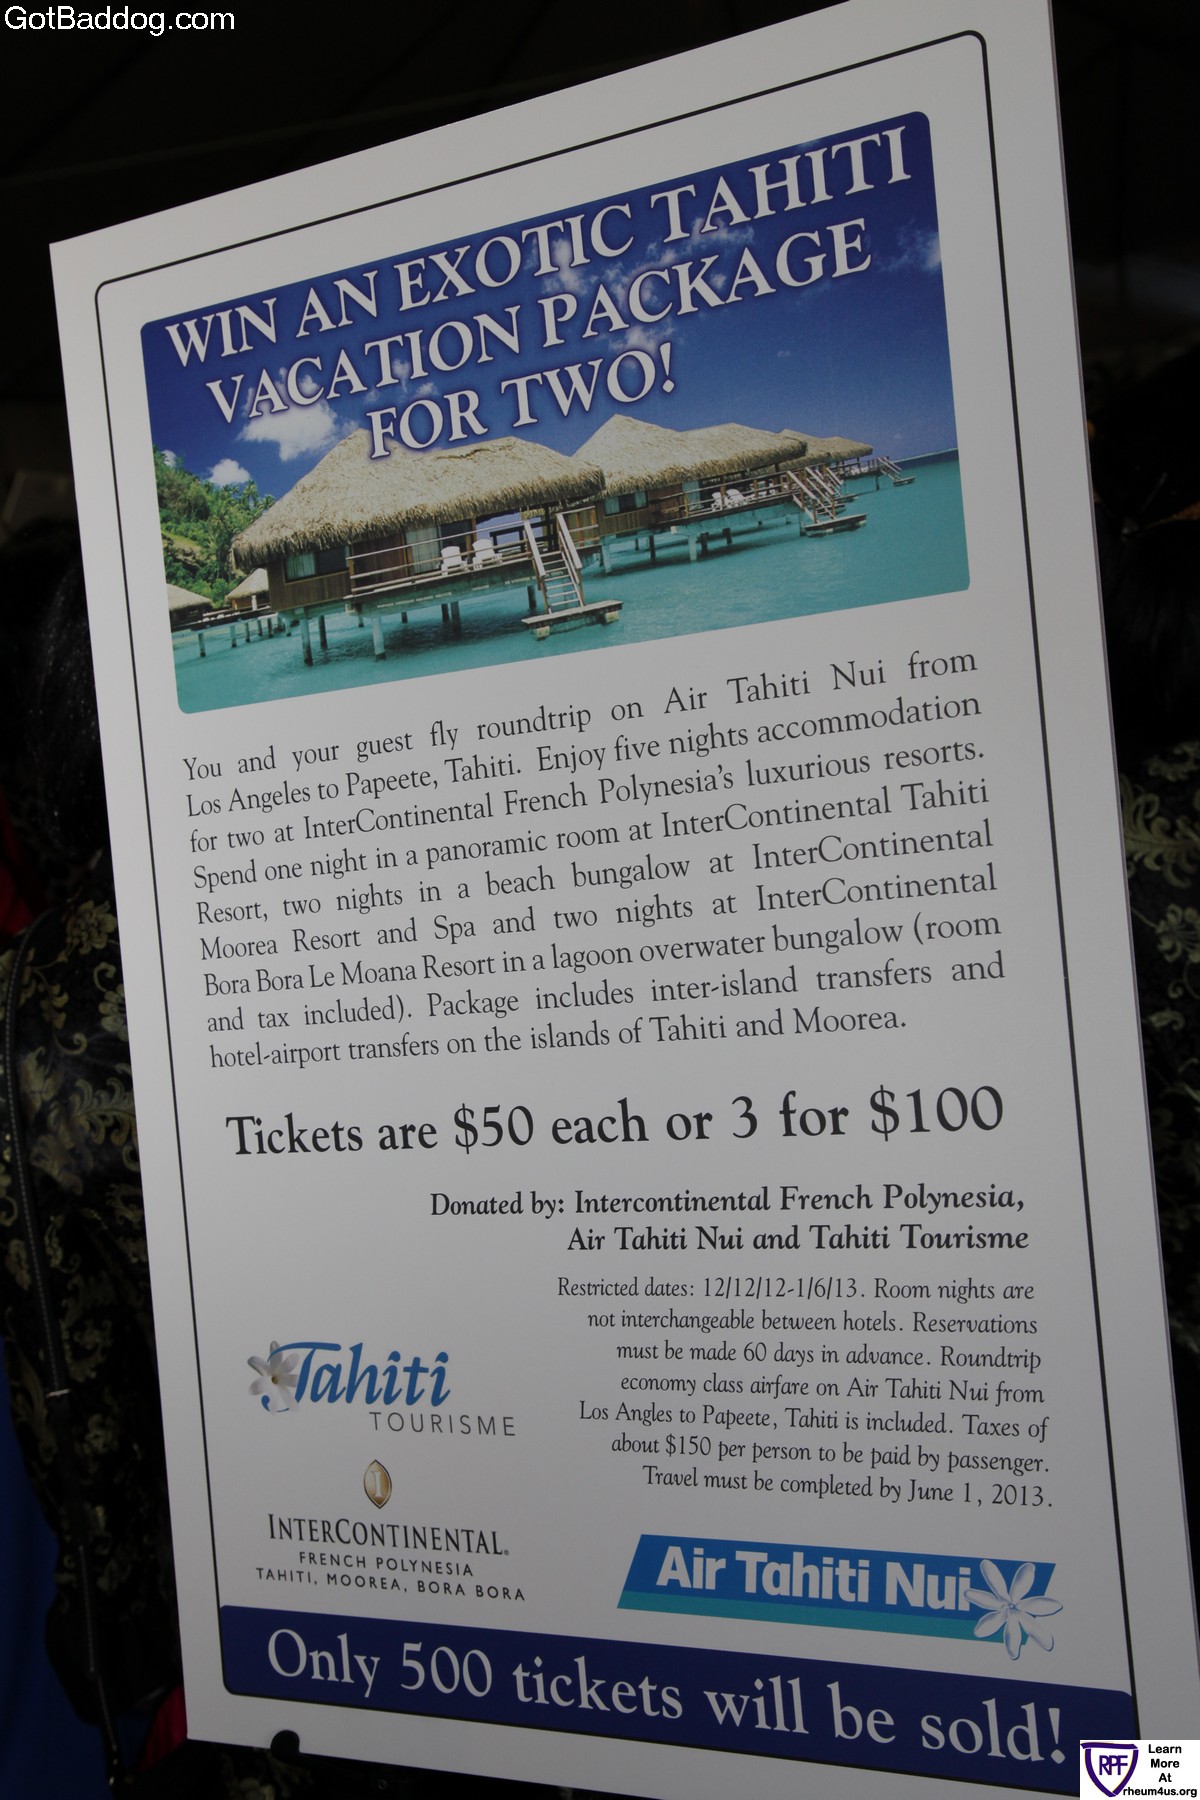 GotBaddog.com
WIN AN EXOTIC TAHITI
VACATION PACKAGE
FOR TWO!
You and your guest fly roundtrip on Air Tahiti Nui from
Los Angeles to Papeete, Tahiti. Enjoy five nights accommodation
for two at InterContinental French Polynesia's luxurious resorts.
Spend one night in a panoramic room at InterContinental Tahiti
Resort, two nights in a beach bungalow at InterContinental
Moorea Resort and Spa and two nights at InterContinental
Bora Bora Le Moana Resort in a lagoon overwater bungalow (room
and tax included). Package includes inter-island transfers and
hotel-airport transfers on the islands of Tahiti and Moorea.
Tickets are $50 each or 3 for $100
Donated by: Intercontinental French Polynesia,
Air Tahiti Nui and Tahiti Tourisme
Restricted dates: 12/12/12-1/6/13. Room nights are
not interchangeable between hotels. Reservations
must be made 60 days in advance. Roundtrip
economy class airfare on Air Tahiti Nui from
Los Angles to Papeete, Tahiti is included. Taxes of
about $150 per person to be paid by passenger.
Travel must be completed by June 1, 2013.
Tahiti
TOURISME
INTERCONTINENTAL®
FRENCH POLYNESIA
TAHITI, MOOREA, BORA BORA
Air Tahiti Nui
Only 500 tickets will be sold!
RPF
Learn
More
At
rheum4us.org